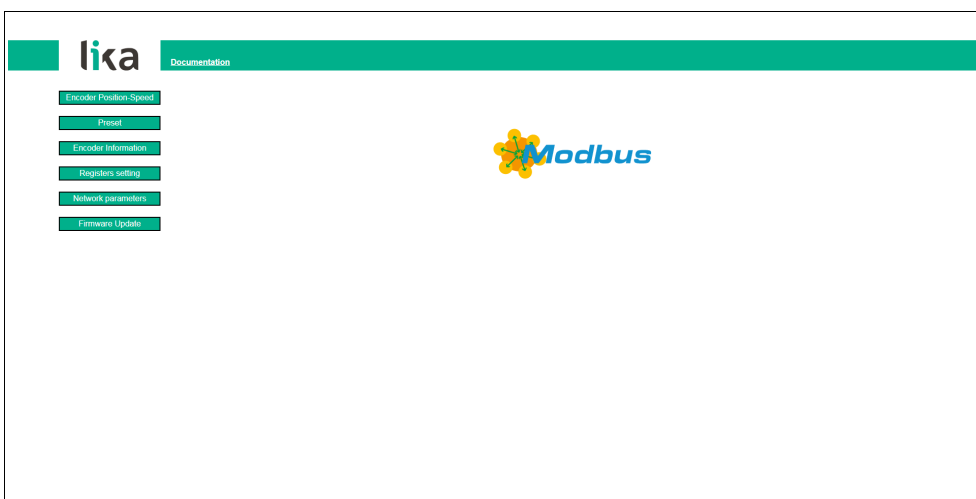 lika
Documentation
Encoder Position-Speed
Preset
Encoder Information
Registers setting
Network parameters
Firmware Update
Modbus